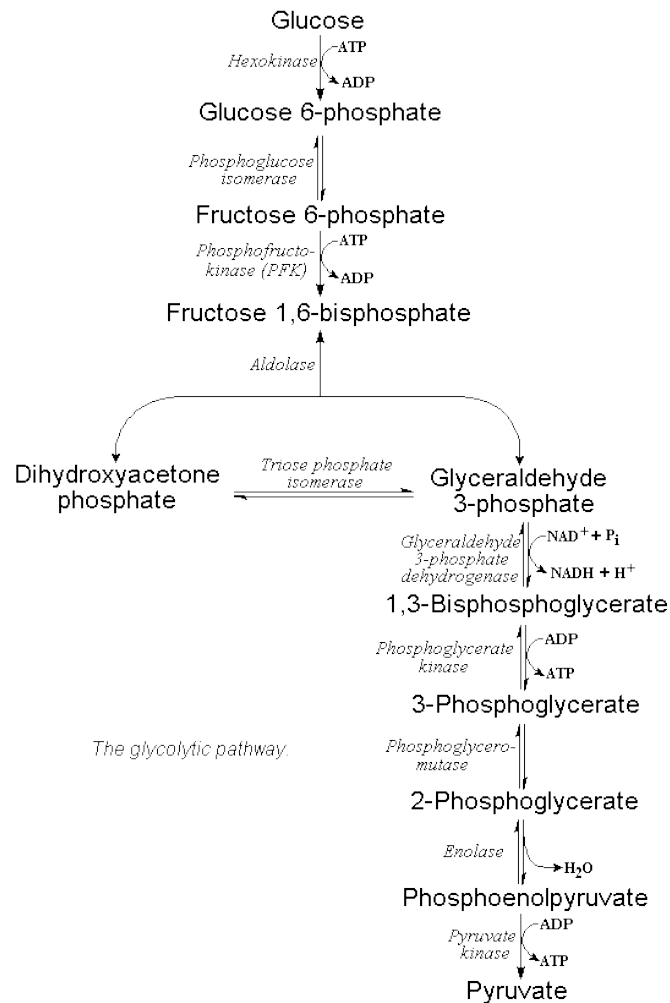 Glucose
ATP
Hexokinase
ADP
Glucose 6-phosphate
Phosphoglucose
isomerase
Fructose 6-phosphate
ATP
Phosphofructo-
kinase (PFK)
ADP
Fructose 1,6-bisphosphate
Aldolase
Dihydroxyacetone
phosphate
Triose phosphate
isomerase
Glyceraldehyde
3-phosphate
Glyceraldehyde
3-phosphate
dehydrogenase
NAD⁺ + Pᵢ
NADH + H⁺
1,3-Bisphosphoglycerate
Phosphoglycerate
kinase
ADP
ATP
3-Phosphoglycerate
The glycolytic pathway.
Phosphoglycero-
mutase
2-Phosphoglycerate
Enolase
H₂O
Phosphoenolpyruvate
Pyruvate
kinase
ADP
ATP
Pyruvate